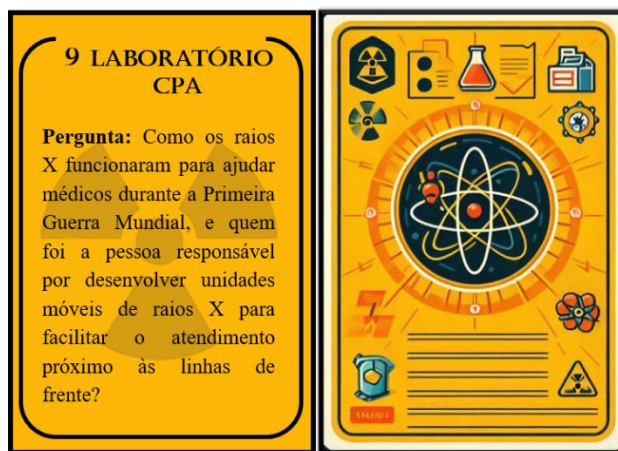 9 LABORATÓRIO
CPA
Pergunta: Como os raios
X funcionaram para ajudar
médicos durante a Primeira
Guerra Mundial, e quem
foi a pessoa responsável
por desenvolver unidades
móveis de raios X para
facilitar o atendimento
próximo às linhas de
frente?